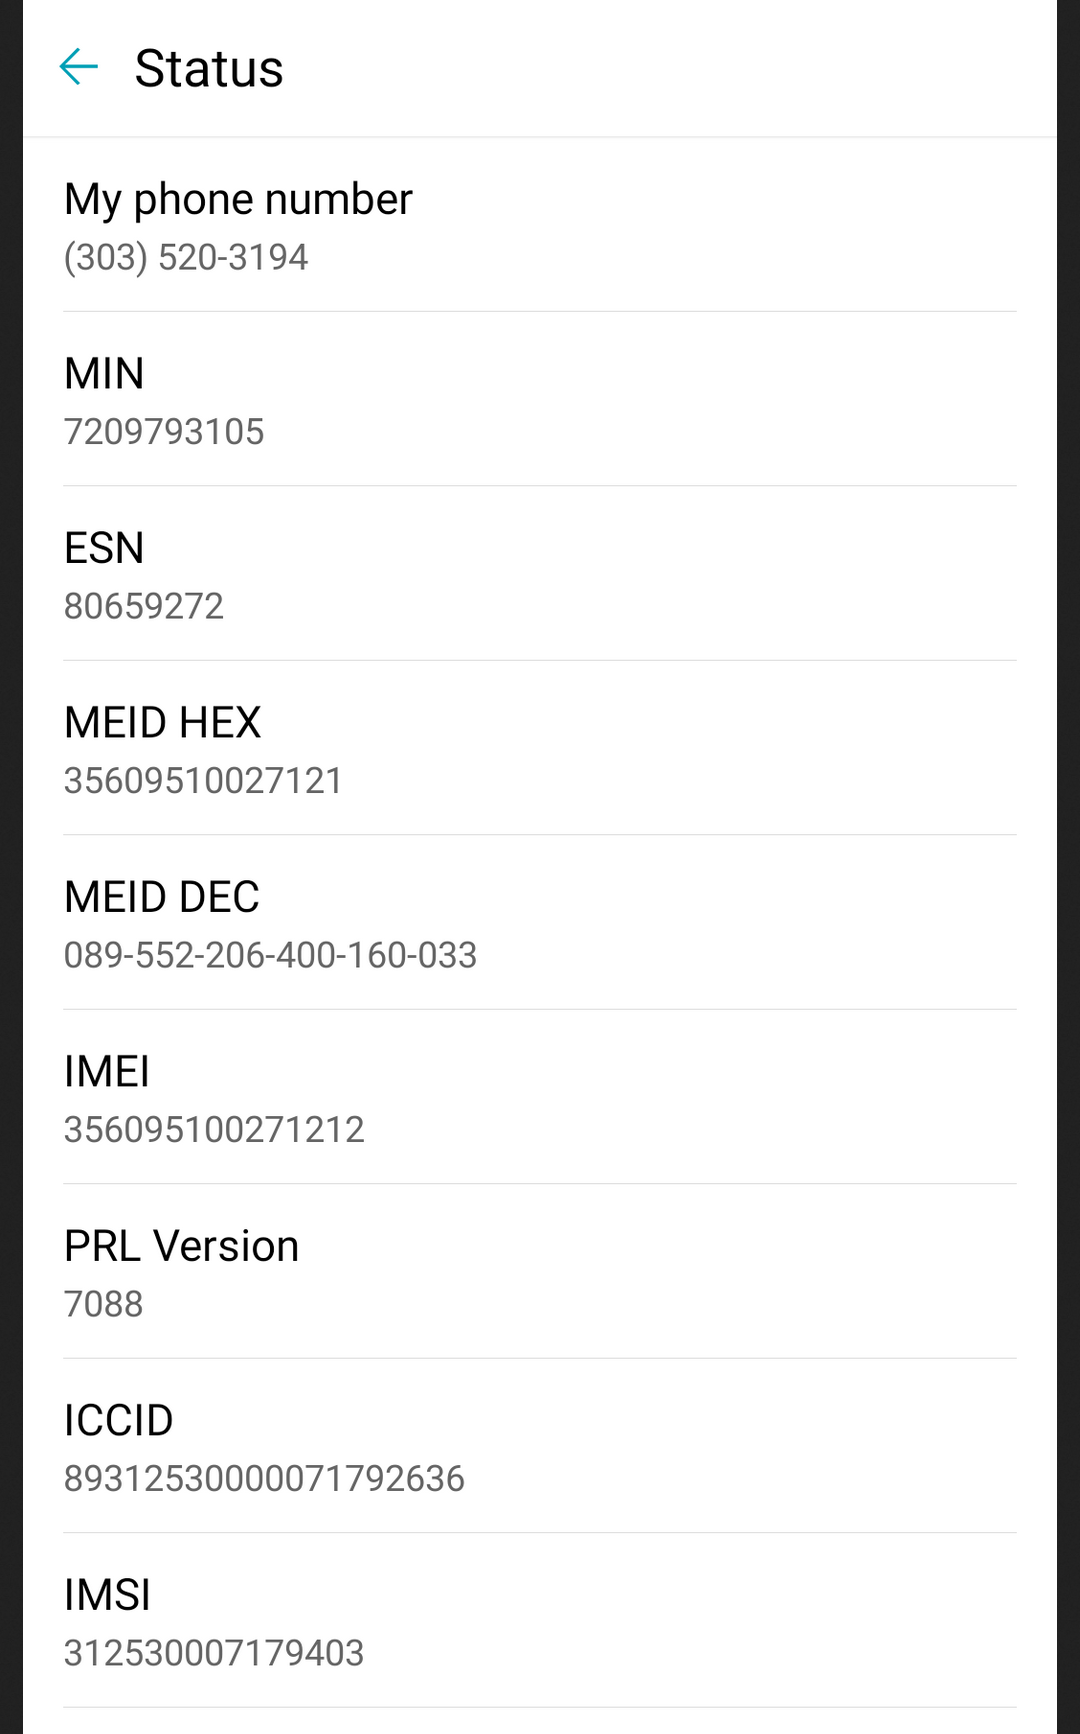 Status
My phone number
(303) 520-3194
MIN
7209793105
ESN
80659272
MEID HEX
35609510027121
MEID DEC
089-552-206-400-160-033
IMEI
356095100271212
PRL Version
7088
ICCID
89312530000071792636
IMSI
312530007179403